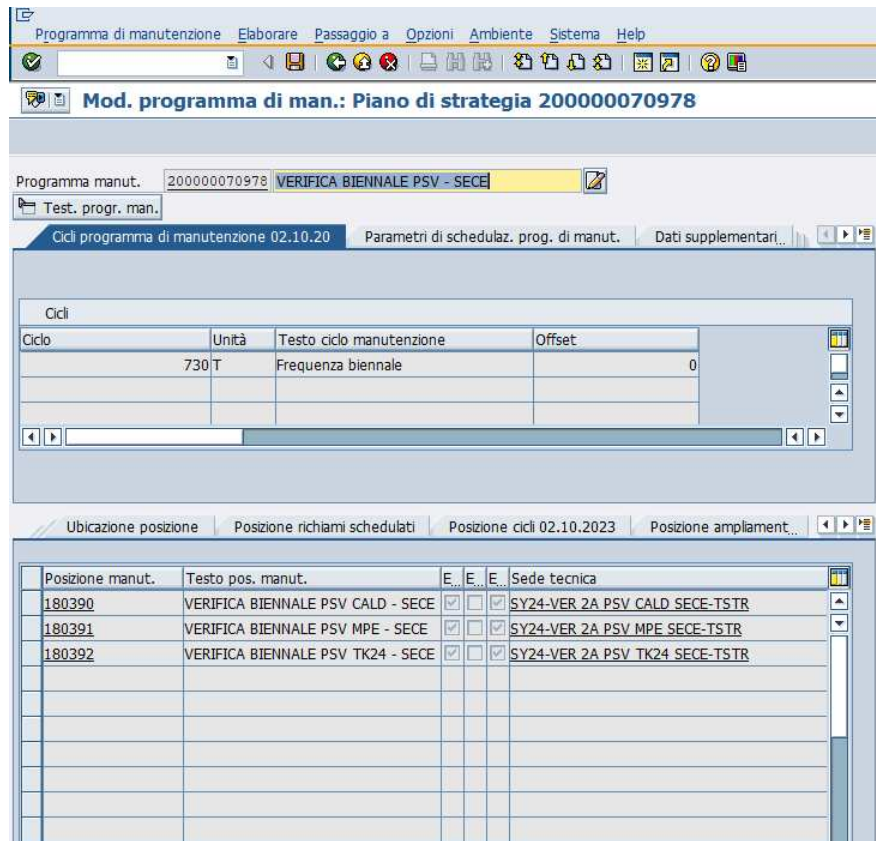 Programma di manutenzione Elaborare Passaggio a Opzioni Ambiente Sistema Help
Mod. programma di man.: Piano di strategia 200000070978
Programma manut. 200000070978 VERIFICA BIENNALE PSV - SECE
Test. progr. man.
Cicli programma di manutenzione 02.10.20 Parametri di schedulaz. prog. di manut. Dati supplementari
Cicli
Ciclo Unità Testo ciclo manutenzione Offset
730 T Frequenza biennale 0
Ubicazione posizione Posizione richiami schedulati Posizione cicli 02.10.2023 Posizione ampliament
Posizione manut. Testo pos. manut. E.. E.. E.. Sede tecnica
180390 VERIFICA BIENNALE PSV CALD - SECE SY24-VER 2A PSV CALD SECE-TSTR
180391 VERIFICA BIENNALE PSV MPE - SECE SY24-VER 2A PSV MPE SECE-TSTR
180392 VERIFICA BIENNALE PSV TK24 - SECE SY24-VER 2A PSV TK24 SECE-TSTR